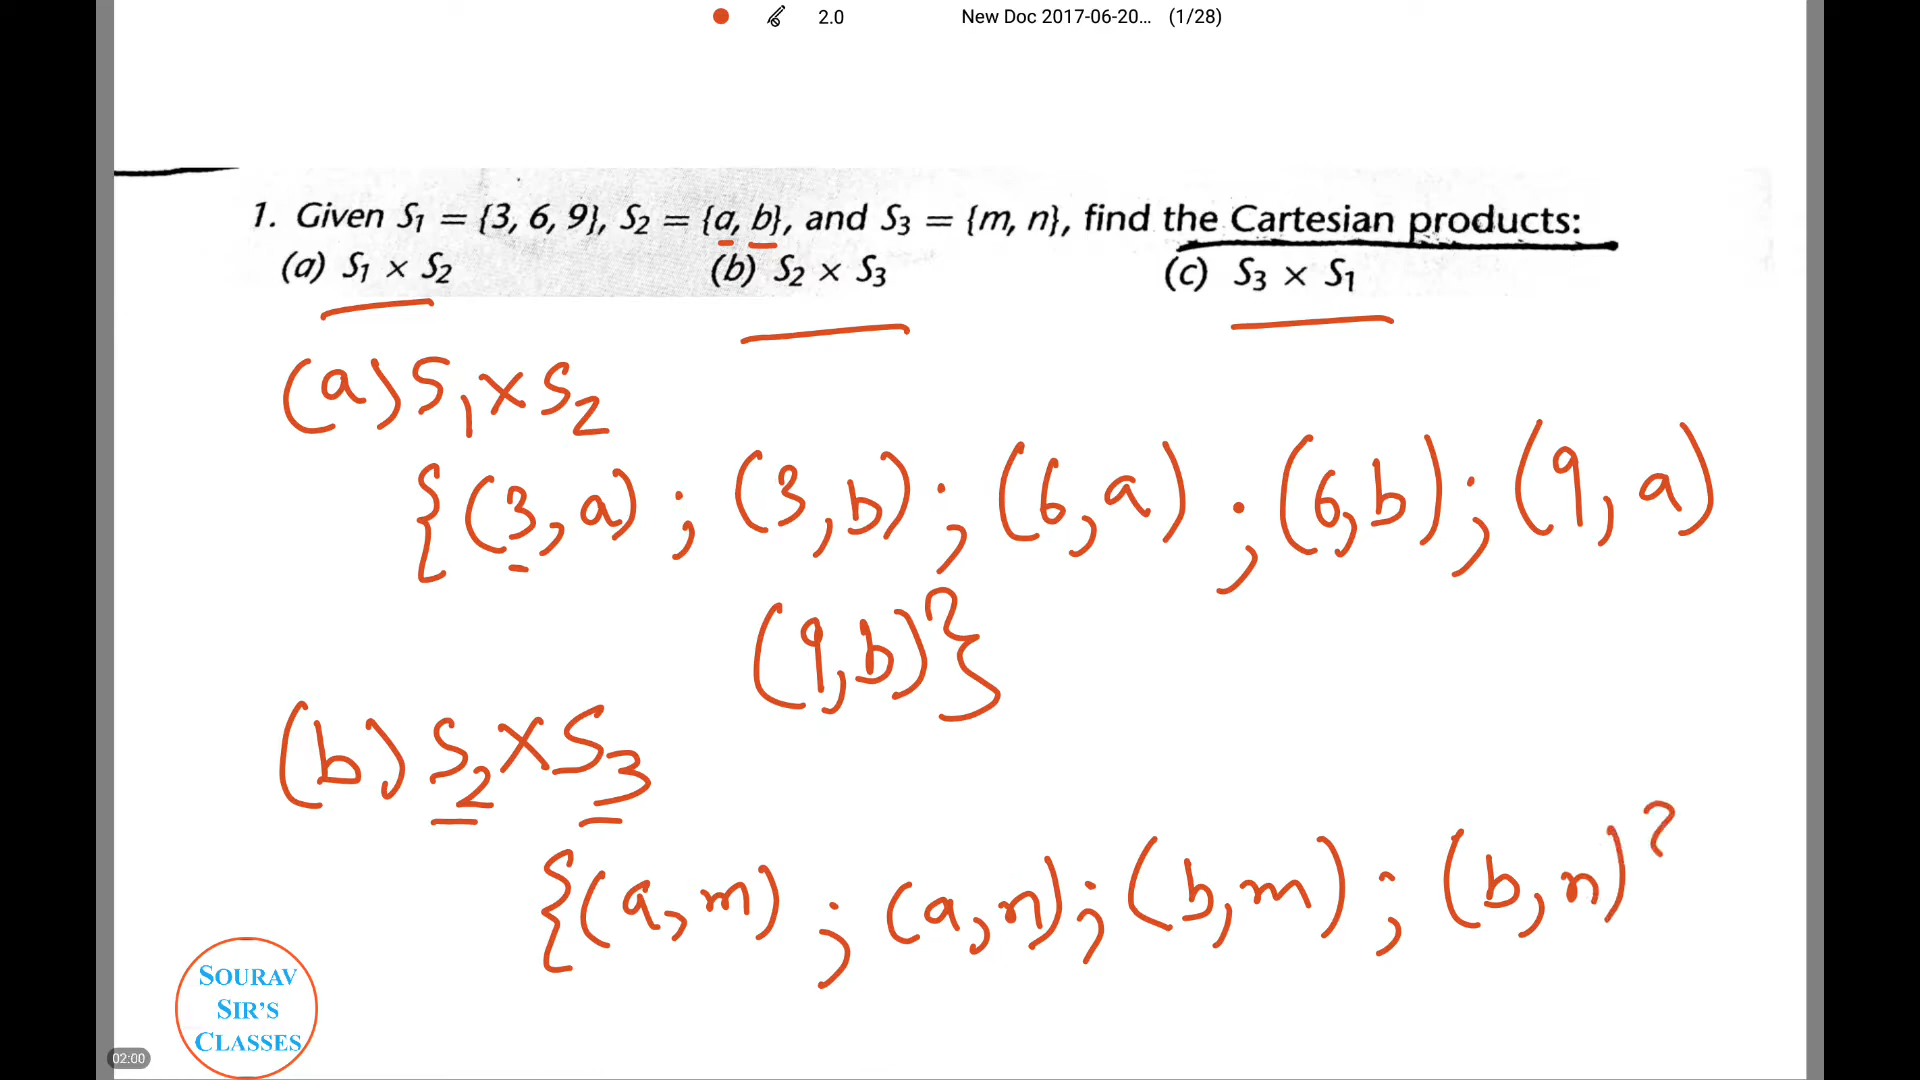 2.0 New Doc 2017-06-20... (1/28)
1. Given S₁ = {3, 6, 9}, S₂ = {a, b}, and S₃ = {m, n}, find the Cartesian products:
(a) S₁ × S₂ (b) S₂ × S₃ (c) S₃ × S₁
(a) S₁ × S₂
{(3, a) ; (3, b) ; (6, a) ; (6, b) ; (9, a)
(9, b)}
(b) S₂ × S₃
{(a, m) ; (a, n) ; (b, m) ; (b, n)
SOURAV
SIR'S
CLASSES
02:00